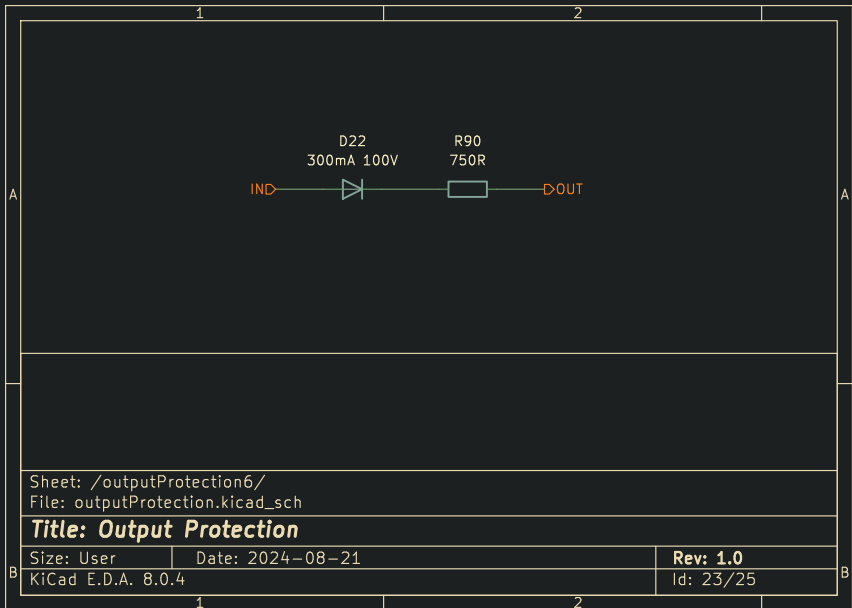 1 2
D22 R90
300mA 100V 750R
IN OUT
A A
Sheet: /outputProtection6/
File: outputProtection.kicad_sch
Title: Output Protection
Size: User Date: 2024-08-21 Rev: 1.0
B B
KiCad E.D.A. 8.0.4 Id: 23/25
1 2